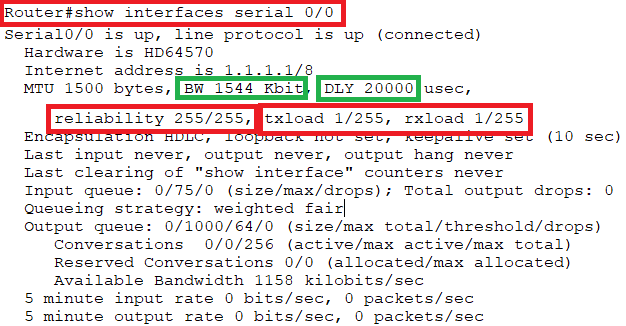 Router#show interfaces serial 0/0
Serial0/0 is up, line protocol is up (connected)
Hardware is HD64570
Internet address is 1.1.1.1/8
MTU 1500 bytes, BW 1544 Kbit, DLY 20000 usec,
reliability 255/255, txload 1/255, rxload 1/255
Encapsulation HDLC, loopback not set, keepalive set (10 sec)
Last input never, output never, output hang never
Last clearing of "show interface" counters never
Input queue: 0/75/0 (size/max/drops); Total output drops: 0
Queueing strategy: weighted fair
Output queue: 0/1000/64/0 (size/max total/threshold/drops)
Conversations 0/0/256 (active/max active/max total)
Reserved Conversations 0/0 (allocated/max allocated)
Available Bandwidth 1158 kilobits/sec
5 minute input rate 0 bits/sec, 0 packets/sec
5 minute output rate 0 bits/sec, 0 packets/sec